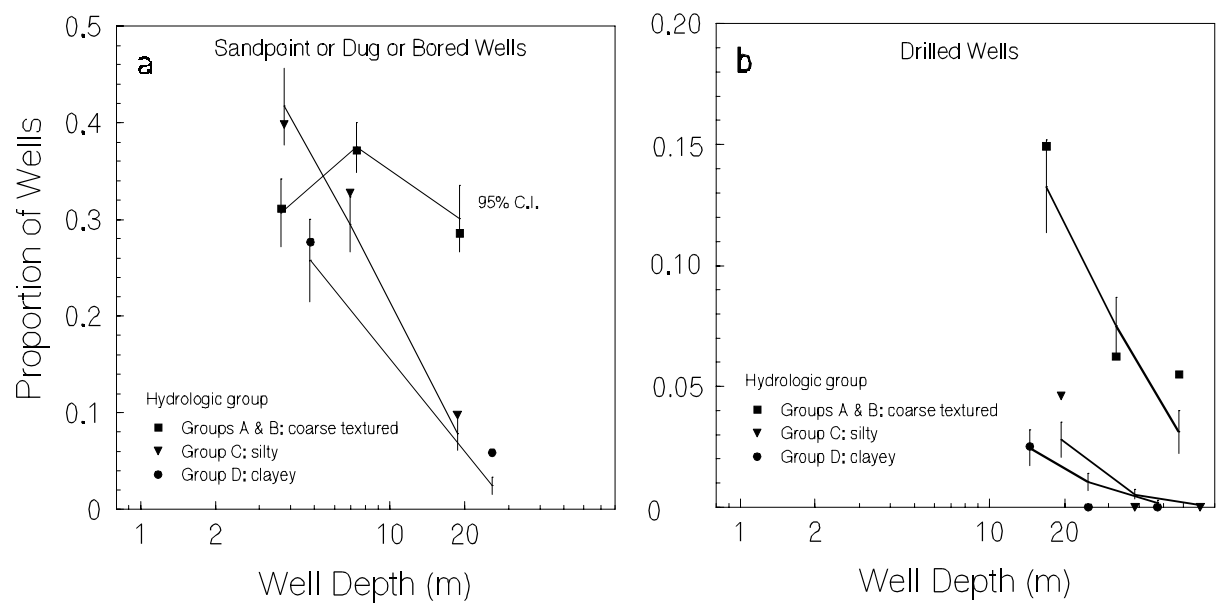 a
Sandpoint or Dug or Bored Wells
0.5
0.4
0.3
0.2
0.1
0
Proportion of Wells
95% C.I.
Hydrologic group
Groups A & B: coarse textured
Group C: silty
Group D: clayey
1 2 10 20
Well Depth (m)
b
Drilled Wells
0.20
0.15
0.10
0.05
0
Hydrologic group
Groups A & B: coarse textured
Group C: silty
Group D: clayey
1 2 10 20
Well Depth (m)